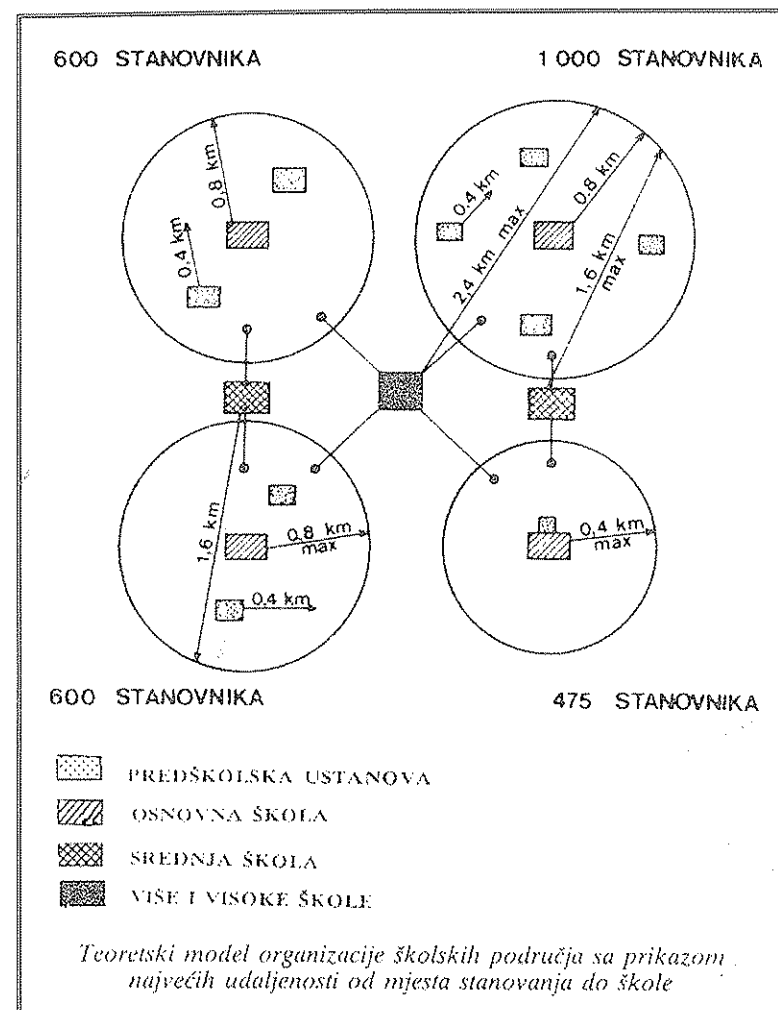 600 STANOVNIKA
1 000 STANOVNIKA
0,8 km
0,4 km
0.4 km
2,4 km max
0.8 km
1,6 km
max
1,6 km
0.8 km
max
0.4 km
0,4 km
max
600 STANOVNIKA
475 STANOVNIKA
PREDŠKOLSKA USTANOVA
OSNOVNA ŠKOLA
SREDNJA ŠKOLA
VIŠE I VISOKE ŠKOLE
Teoretski model organizacije školskih područja sa prikazom
najvećih udaljenosti od mjesta stanovanja do škole